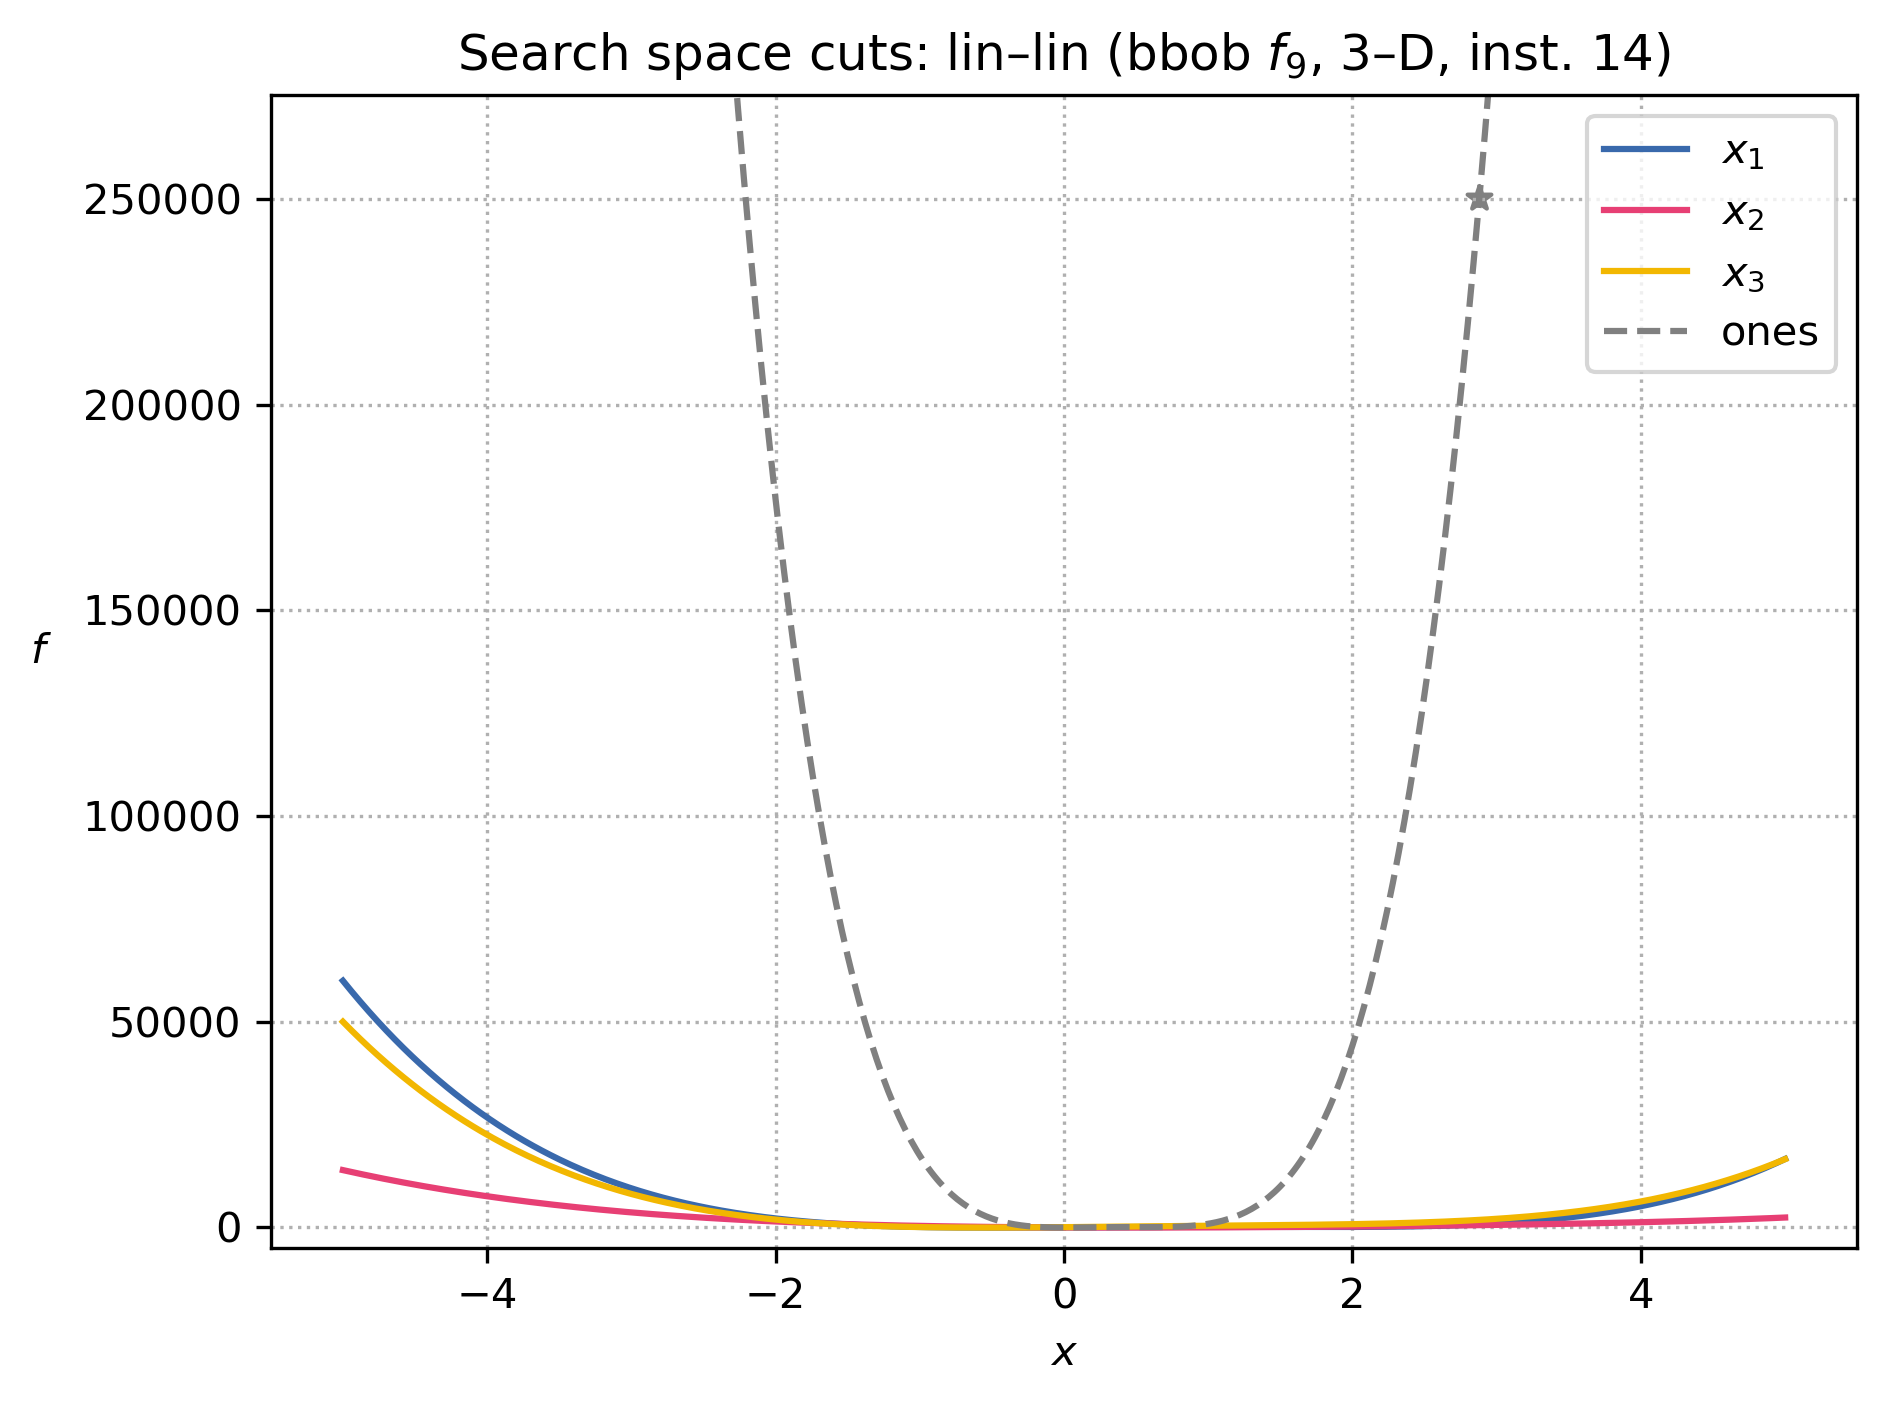 Search space cuts: lin–lin (bbob f₉, 3–D, inst. 14)
x₁
x₂
x₃
ones
250000
200000
150000
100000
50000
0
f
−4
−2
0
2
4
x